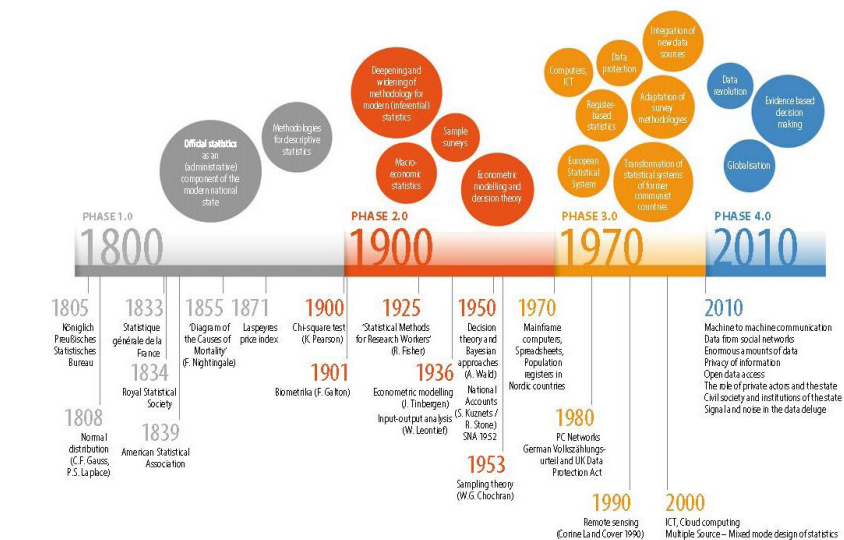 Official statistics
as an
(administrative)
component of the
modern national
state
Methodologies
for descriptive
statistics
Deepening and
widening of
methodology for
modern (inferential)
statistics
Sample
surveys
Macro-
economic
statistics
Econometric
modelling and
decision theory
Computers,
ICT
Data
protection
Integration of
new data
sources
Register-
based
statistics
Adaptation of
survey
methodologies
European
Statistical
System
Transformation of
statistical systems
of former
communist
countries
Data
revolution
Evidence based
decision
making
Globalisation
PHASE 1.0
1800
PHASE 2.0
1900
PHASE 3.0
1970
PHASE 4.0
2010
1805
Königlich
Preußisches
Statistisches
Bureau
1808
Normal
distribution
(C.F. Gauss,
P.S. Laplace)
1833
Statistique
générale de la
France
1834
Royal Statistical
Society
1839
American Statistical
Association
1855
'Diagram of
the Causes of
Mortality'
(F. Nightingale)
1871
Laspeyres
price index
1900
Chi-square test
(K. Pearson)
1901
Biometrika (F. Galton)
1925
'Statistical Methods
for Research Workers'
(R. Fisher)
1936
Econometric modelling
(J. Tinbergen)
Input-output analysis
(W. Leontief)
1950
Decision
theory and
Bayesian
approaches
(A. Wald)
National
Accounts
(S. Kuznets /
R. Stone)
SNA 1952
1953
Sampling theory
(W.G. Chochran)
1970
Mainframe
computers,
Spreadsheets,
Population
registers in
Nordic countries
1980
PC Networks
German Volkszählungs-
urteil and UK Data
Protection Act
1990
Remote sensing
(Corine Land Cover 1990)
2000
ICT, Cloud computing
Multiple Source – Mixed mode design of statistics
2010
Machine to machine communication
Data from social networks
Enormous amounts of data
Privacy of information
Open data access
The role of private actors and the state
Civil society and institutions of the state
Signal and noise in the data deluge